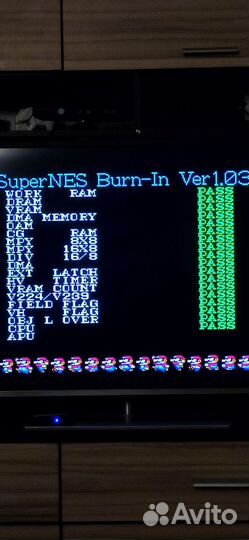 SuperNES Burn-In Ver1.03
WORK RAM PASS
DRAM PASS
VRAM PASS
DMA MEMORY PASS
OAM PASS
CG RAM PASS
MPY 8X8 PASS
MPY 16X8 PASS
DIV 16/8 PASS
DMA PASS
EXT LATCH PASS
HV TIMER PASS
VRAM COUNT PASS
V224/V239 PASS
FIELD FLAG PASS
VH FLAG PASS
OBJ L OVER PASS
CPU PASS
APU
Avito